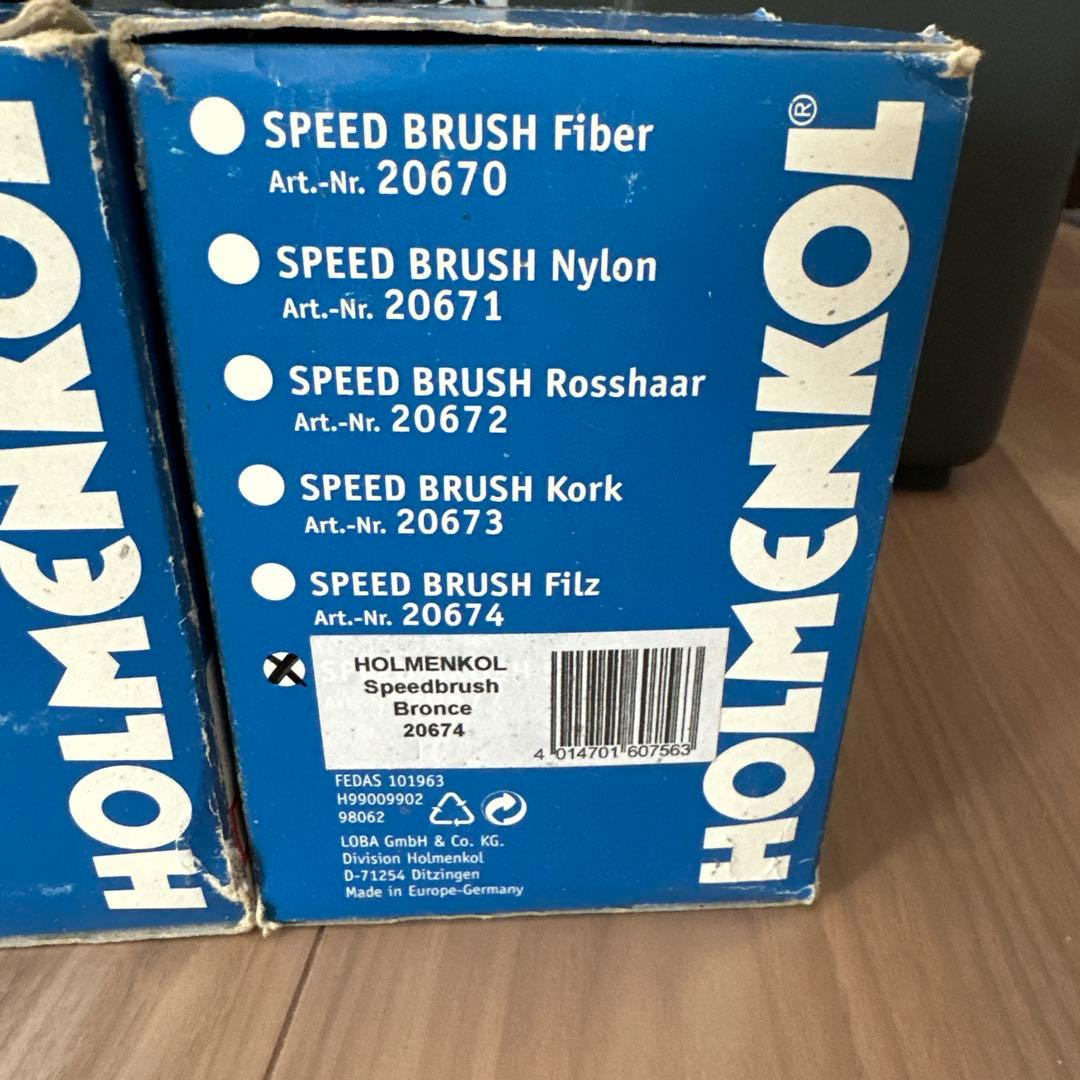 SPEED BRUSH Fiber
Art.-Nr. 20670
SPEED BRUSH Nylon
Art.-Nr. 20671
SPEED BRUSH Rosshaar
Art.-Nr. 20672
SPEED BRUSH Kork
Art.-Nr. 20673
SPEED BRUSH Filz
Art.-Nr. 20674
HOLMENKOL
Speedbrush
Bronce
20674
4 014701 607563
FEDAS 101963
H99009902
98062
LOBA GmbH & Co. KG.
Division Holmenkol
D-71254 Ditzingen
Made in Europe-Germany
HOLMENKOL®
HOLMENKOL